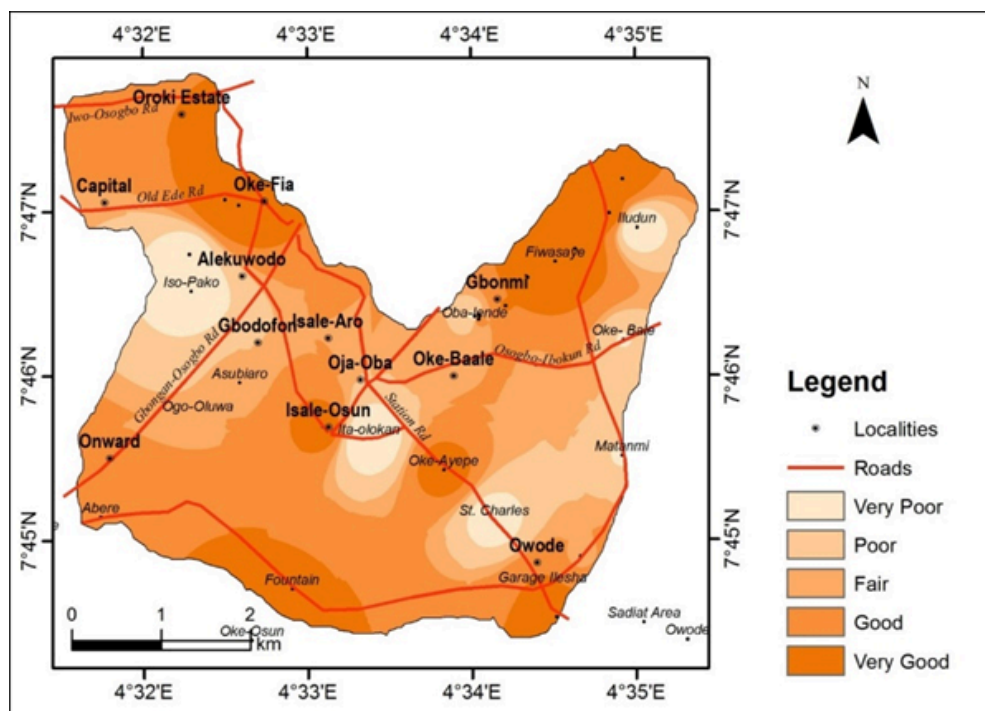 4°32'E 4°33'E 4°34'E 4°35'E
N
Oroki Estate
Iwo-Osogbo Rd
Capital
Oke-Fia
Old Ede Rd
7°47'N
7°47'N
Iludun
Fiwasaye
Alekuwodo
Iso-Pako
Gbonmi
Oba-Iende
Gbodofon
Isale-Aro
Oke- Bale
Osogbo-Ibokun Rd
Gbongan-Osogbo Rd
Oja-Oba
Oke-Baale
7°46'N
7°46'N
Asubiaro
Ogo-Oluwa
Isale-Osun
Ita-olokan
Station Rd
Onward
Oke-Ayepe
Matanmi
Abere
St. Charles
7°45'N
7°45'N
Owode
Garage Ilesha
Fountain
Sadiat Area
Owode
Oke-Osun
0 1 2
km
4°32'E 4°33'E 4°34'E 4°35'E
Legend
Localities
Roads
Very Poor
Poor
Fair
Good
Very Good